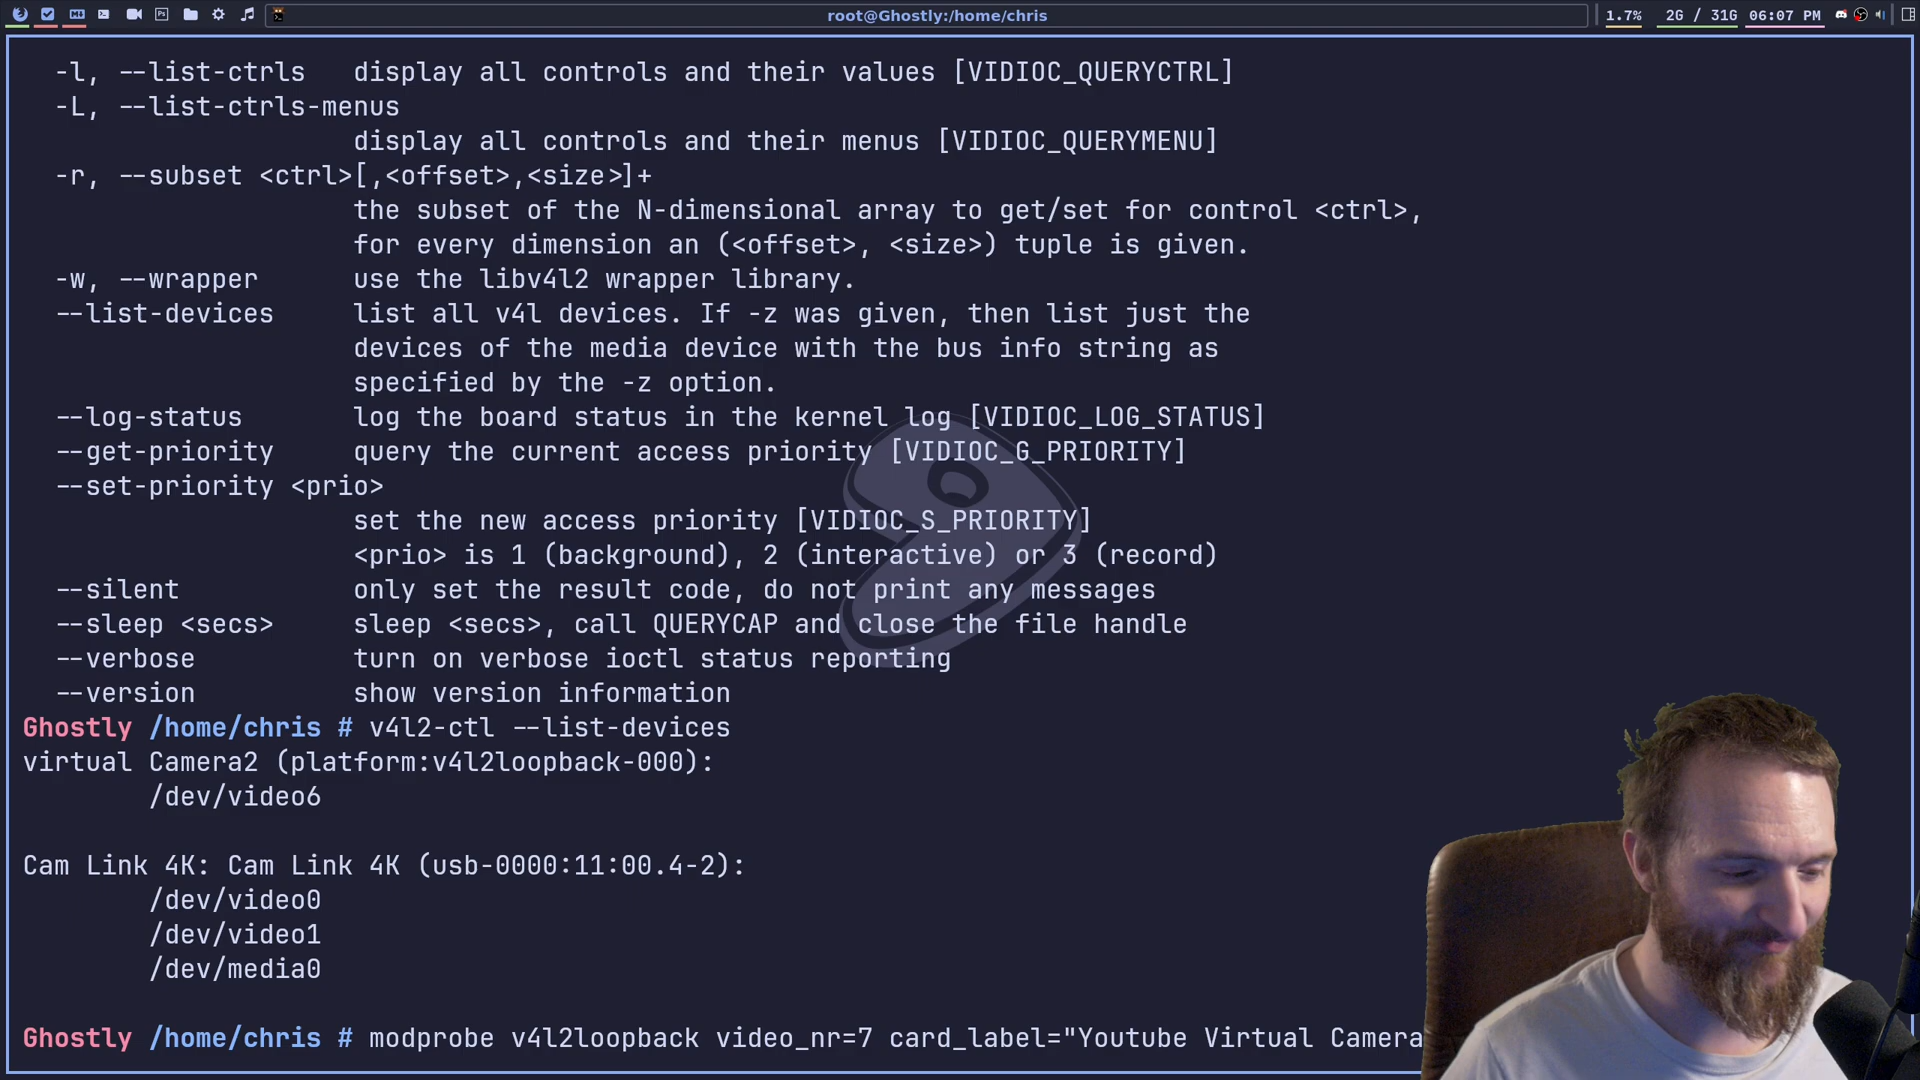 root@Ghostly:/home/chris
1.7%
2G / 31G
06:07 PM
-l, --list-ctrls   display all controls and their values [VIDIOC_QUERYCTRL]
-L, --list-ctrls-menus
display all controls and their menus [VIDIOC_QUERYMENU]
-r, --subset <ctrl>[,<offset>,<size>]+
the subset of the N-dimensional array to get/set for control <ctrl>,
for every dimension an (<offset>, <size>) tuple is given.
-w, --wrapper      use the libv4l2 wrapper library.
--list-devices     list all v4l devices. If -z was given, then list just the
devices of the media device with the bus info string as
specified by the -z option.
--log-status       log the board status in the kernel log [VIDIOC_LOG_STATUS]
--get-priority     query the current access priority [VIDIOC_G_PRIORITY]
--set-priority <prio>
set the new access priority [VIDIOC_S_PRIORITY]
<prio> is 1 (background), 2 (interactive) or 3 (record)
--silent           only set the result code, do not print any messages
--sleep <secs>     sleep <secs>, call QUERYCAP and close the file handle
--verbose          turn on verbose ioctl status reporting
--version          show version information
Ghostly /home/chris # v4l2-ctl --list-devices
virtual Camera2 (platform:v4l2loopback-000):
/dev/video6
Cam Link 4K: Cam Link 4K (usb-0000:11:00.4-2):
/dev/video0
/dev/video1
/dev/media0
Ghostly /home/chris # modprobe v4l2loopback video_nr=7 card_label="Youtube Virtual Camera